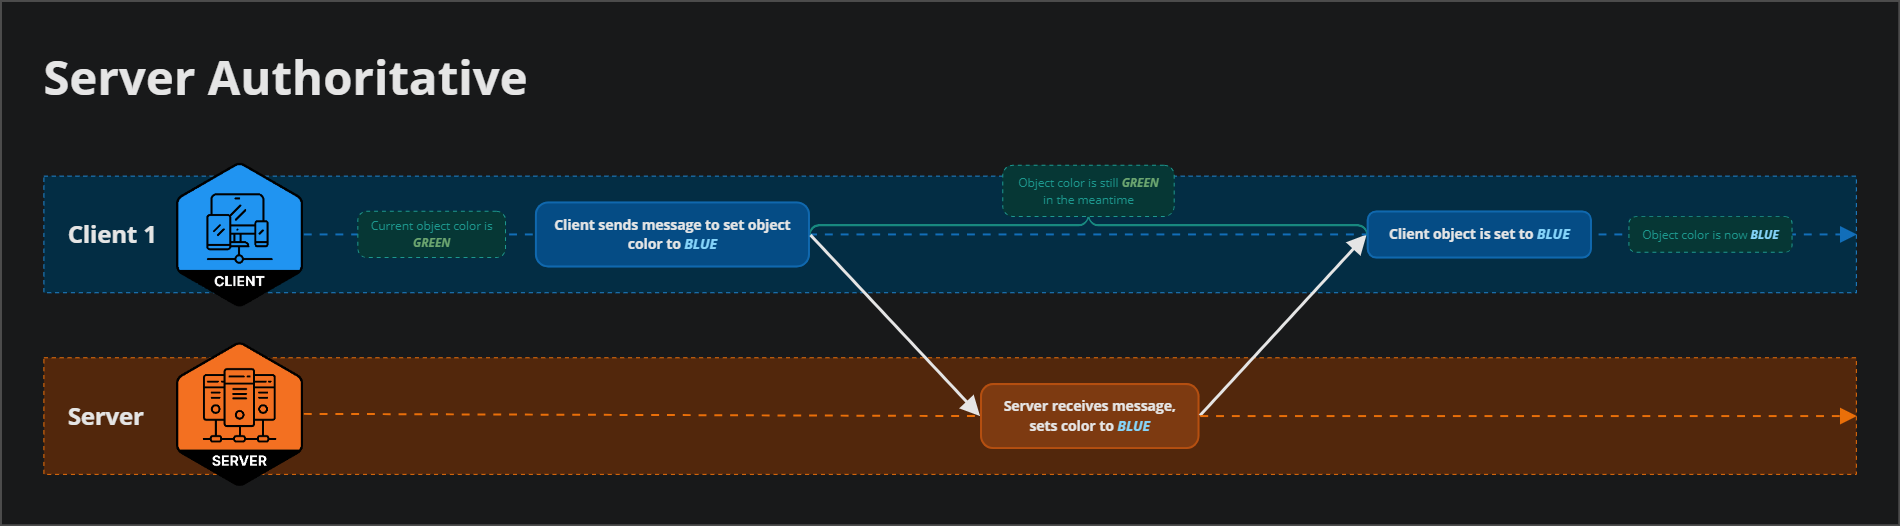 Server Authoritative
Client 1
CLIENT
Current object color is
GREEN
Client sends message to set object
color to BLUE
Object color is still GREEN
in the meantime
Client object is set to BLUE
Object color is now BLUE
Server
SERVER
Server receives message,
sets color to BLUE